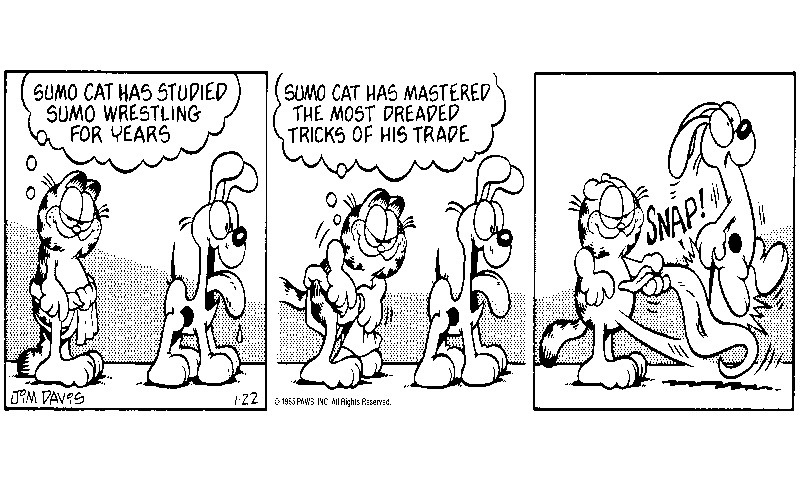 SUMO CAT HAS STUDIED
SUMO WRESTLING
FOR YEARS
JIM DAVIS
1-22
SUMO CAT HAS MASTERED
THE MOST DREADED
TRICKS OF HIS TRADE
© 1985 PAWS, INC. All Rights Reserved.
SNAP!